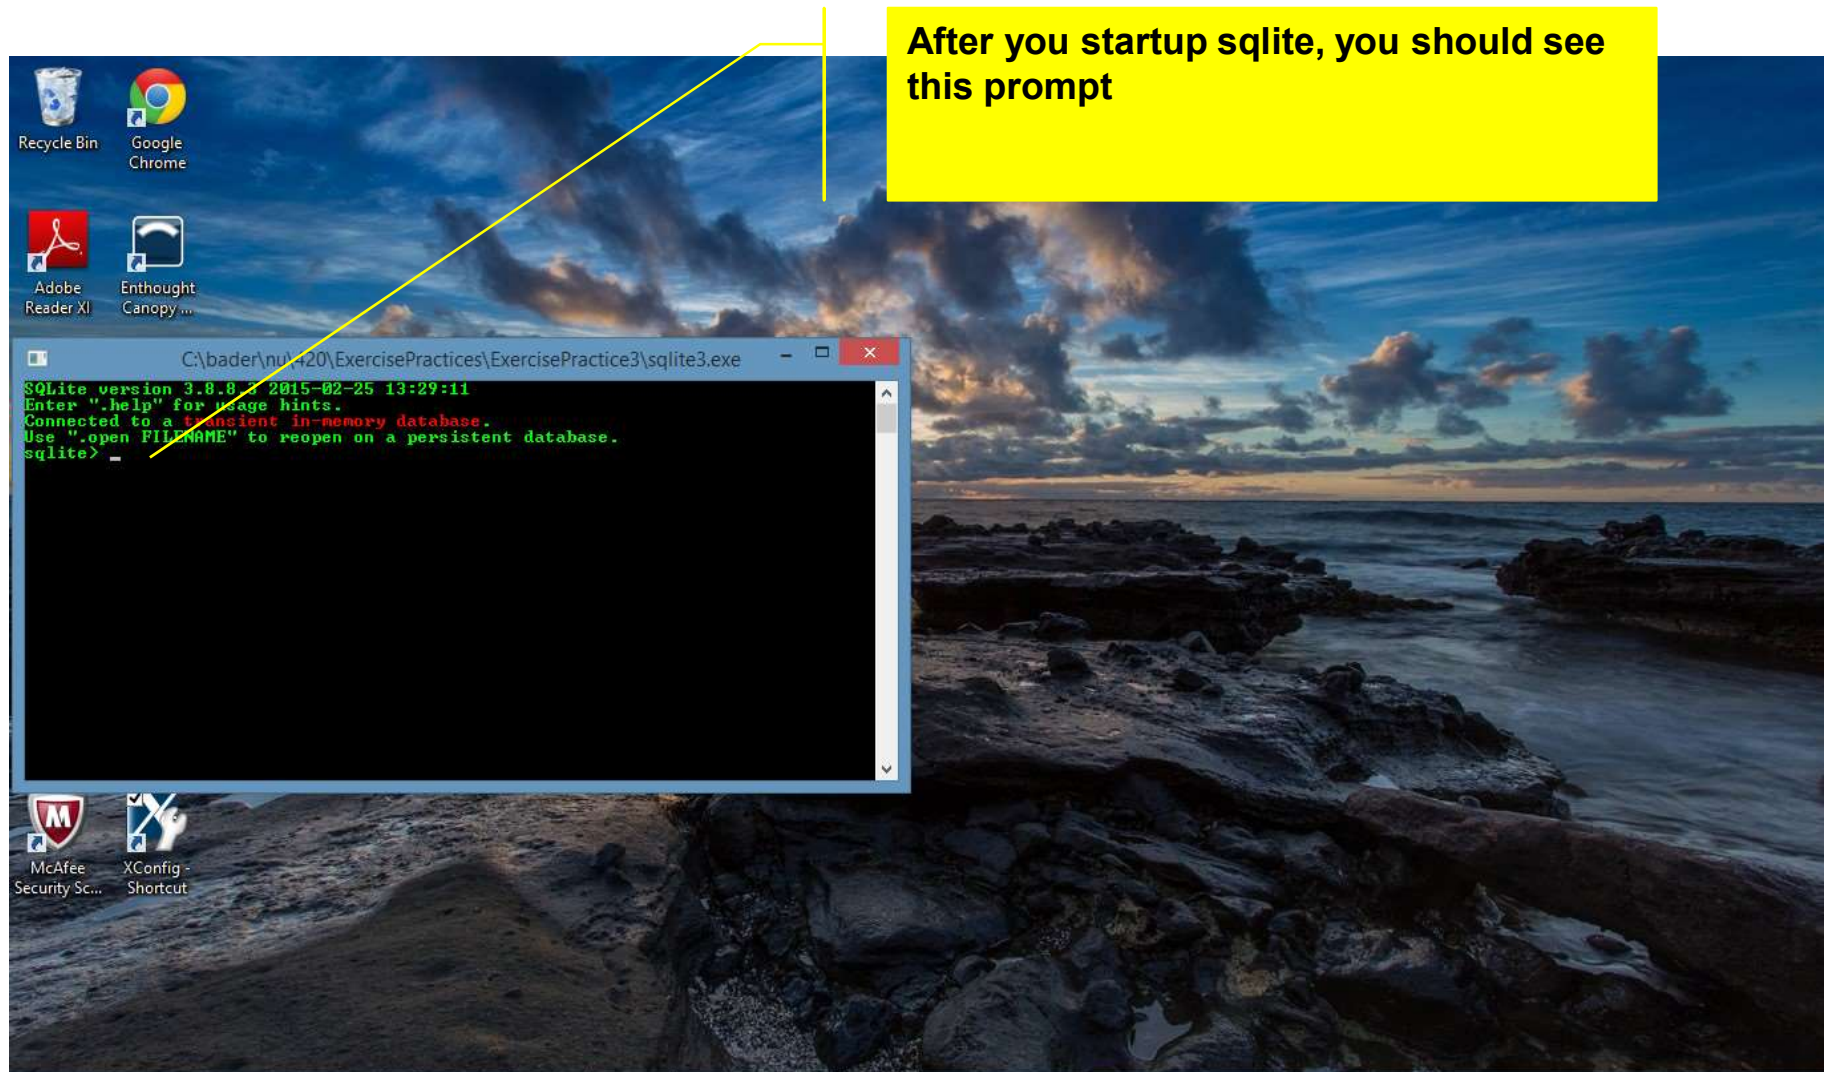 After you startup sqlite, you should see
this prompt
Recycle Bin
Google
Chrome
Adobe
Reader XI
Enthought
Canopy ...
C:\bader\nu\420\ExercisePractices\ExercisePractice3\sqlite3.exe
SQLite version 3.8.8.3 2015-02-25 13:29:11
Enter ".help" for usage hints.
Connected to a transient in-memory database.
Use ".open FILENAME" to reopen on a persistent database.
sqlite> _
McAfee
Security Sc...
XConfig -
Shortcut